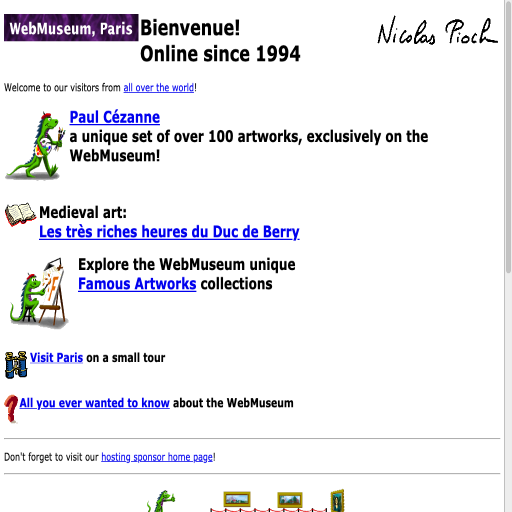 WebMuseum, Paris
Bienvenue!
Online since 1994
Nicolas Pioch
Welcome to our visitors from all over the world!
Paul Cézanne
a unique set of over 100 artworks, exclusively on the
WebMuseum!
Medieval art:
Les très riches heures du Duc de Berry
Explore the WebMuseum unique
Famous Artworks collections
Visit Paris on a small tour
All you ever wanted to know about the WebMuseum
Don't forget to visit our hosting sponsor home page!